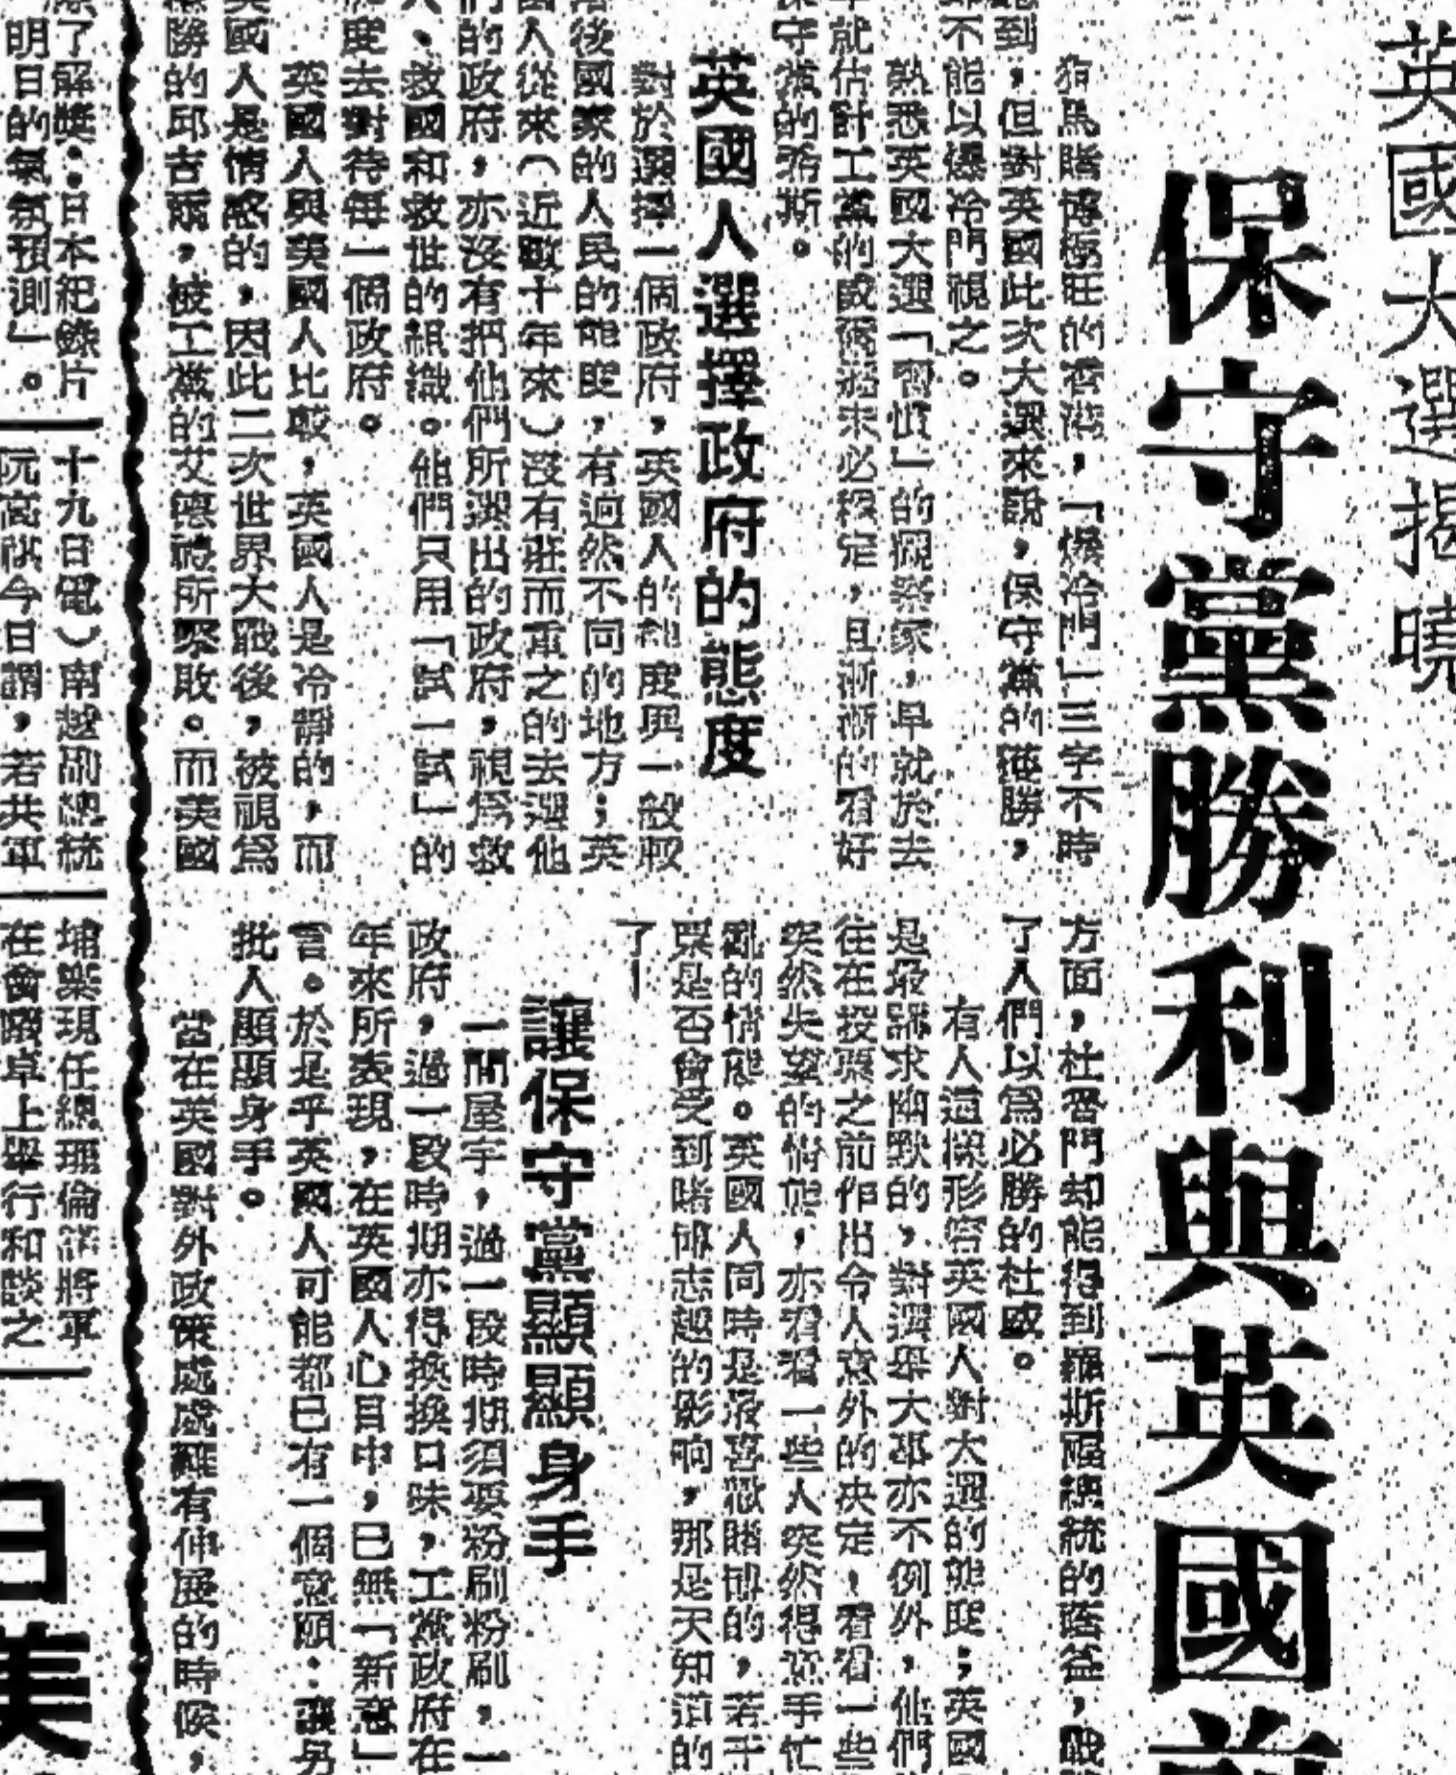 英國大選揭曉
保守黨勝利與英國前
狗馬賭博極旺的香港，「爆冷門」三字不時
到，但對英國此次大選來說，保守黨的獲勝，
不能以爆冷門視之。
熟悉英國大選「習慣」的觀察家，早就於去
就估計工黨的威爾遜未必穩定，且漸漸的看好
守黨的希斯。
英國人選擇政府的態度
對於選擇一個政府，英國人的態度與一般
後國家的人民的態度，有迥然不同的地方；英
人從來（近數十年來）沒有莊而重之的去選他
的政府，亦沒有把他們所選出的政府，視爲救
、救國和救世的組織。他們只用「試一試」的
度去對待每一個政府。
英國人與美國人比較，英國人是冷靜的，而
國人是情感的，因此二次世界大戰後，被視爲
勝的邱吉爾，被工黨的艾德禮所擊敗。而美國
方面，杜魯門却能得到羅斯福總統的蔭益，戰
了人們以爲必勝的杜威。
有人這樣形容英國人對大選的態度；英國
是最講求幽默的，對選舉大事亦不例外，他們
往在投票之前作出令人意外的決定，看看一些
突然失望的情態，亦看看一些人突然得意手忙
亂的情態。英國人同時是最喜歡賭博的，若干
果是否會受到賭博志趣的影响，那是天知道的
了！
讓保守黨顯顯身手
一間屋宇，過一段時期須要粉刷粉刷，一
政府，過一段時期亦得換換口味，工黨政府在
年來所表現，在英國人心目中，已無「新意」
言。於是乎英國人可能都已有一個意願：讓另
批人顯顯身手。
當在英國對外政策處處難有伸展的時候，
了解獎：日本紀錄片
明日的氣氛預測」。
十九日電）南越副總統
阮高祺今日謂，若共軍
埔寨現任總理倫諾將軍
在會議卓上舉行和談之
日美